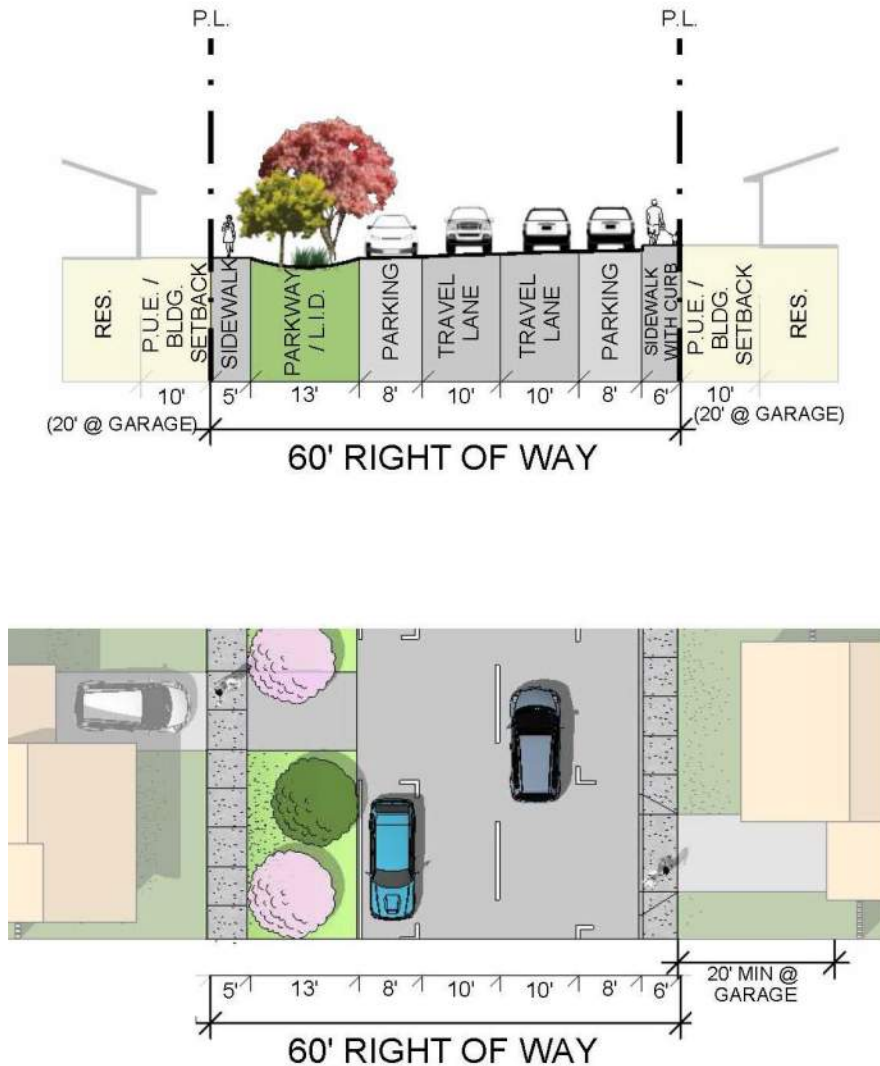 P.L.
P.L.
RES.
P.U.E. /
BLDG.
SETBACK
SIDEWALK
PARKWAY
/ L.I.D.
PARKING
TRAVEL
LANE
TRAVEL
LANE
PARKING
SIDEWALK
WITH CURB
P.U.E. /
BLDG.
SETBACK
RES.
10'
5'
13'
8'
10'
10'
8'
6'
10'
(20' @ GARAGE)
(20' @ GARAGE)
60' RIGHT OF WAY
20' MIN @
GARAGE
5'
13'
8'
10'
10'
8'
6'
60' RIGHT OF WAY